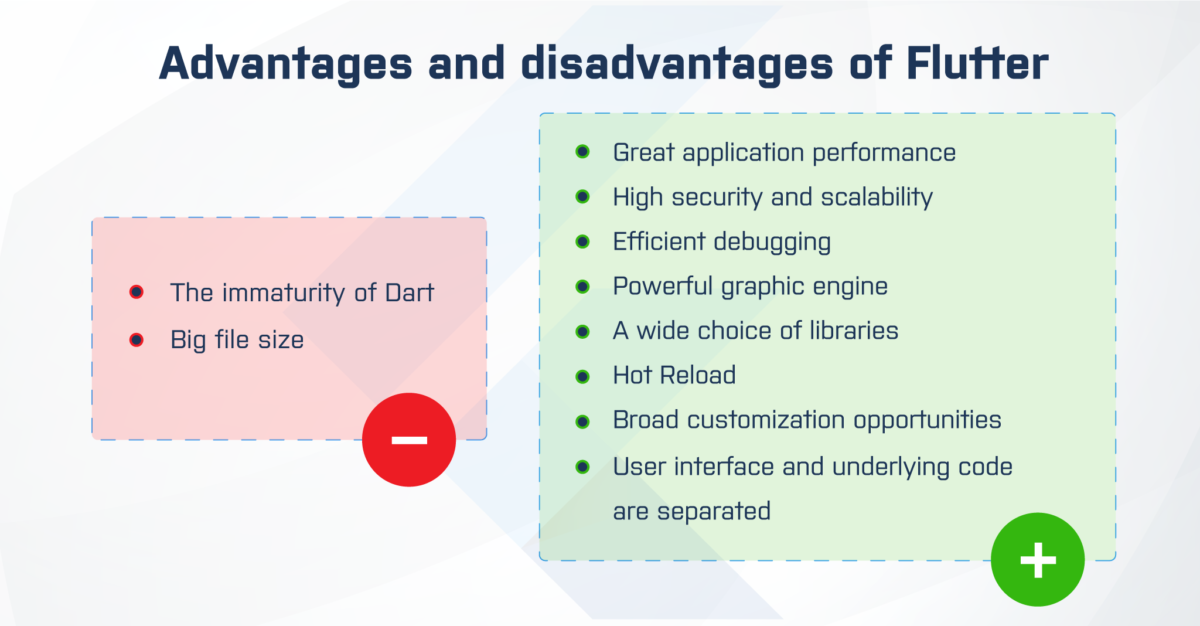 Advantages and disadvantages of Flutter
The immaturity of Dart
Big file size
Great application performance
High security and scalability
Efficient debugging
Powerful graphic engine
A wide choice of libraries
Hot Reload
Broad customization opportunities
User interface and underlying code
are separated